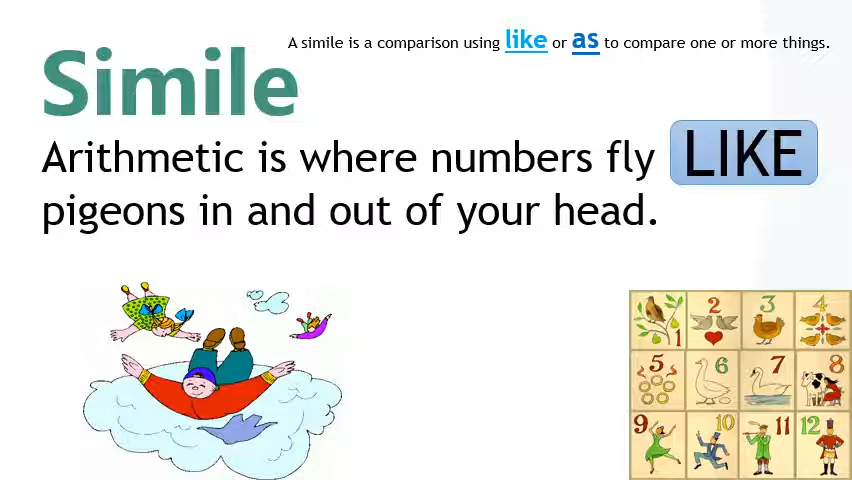 A simile is a comparison using like or as to compare one or more things.
Simile
Arithmetic is where numbers fly LIKE
pigeons in and out of your head.
1 2 3 4
5 6 7 8
9 10 11 12